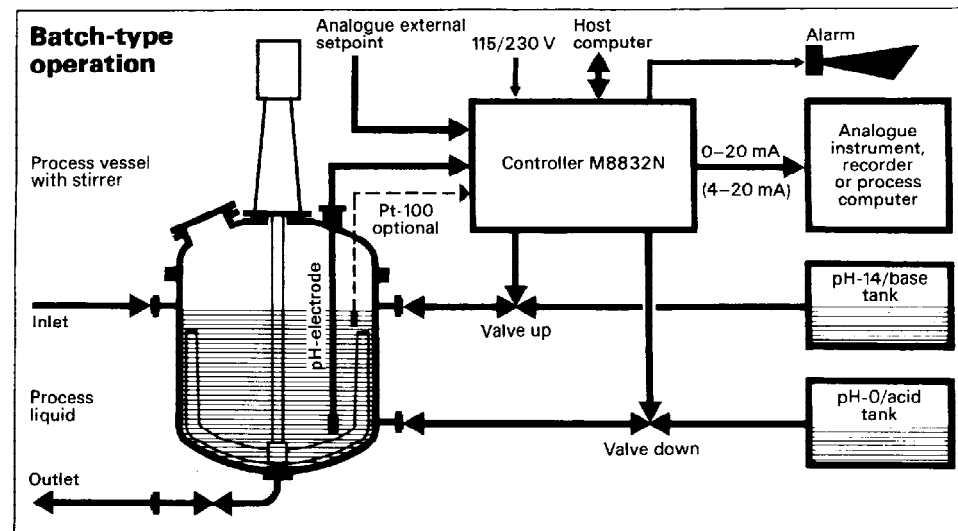 Batch-type
operation
Analogue external
setpoint
115/230 V
Host
computer
Alarm
Process vessel
with stirrer
Controller M8832N
0–20 mA
(4–20 mA)
Analogue
instrument,
recorder
or process
computer
Pt-100
optional
pH-electrode
Inlet
Valve up
pH-14/base
tank
Process
liquid
Valve down
pH-0/acid
tank
Outlet